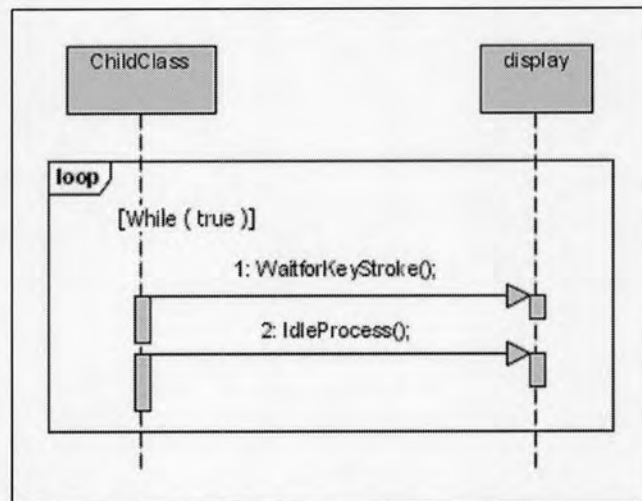 ChildClass
display
loop
[While ( true )]
1: WaitforKeyStroke();
2: IdleProcess();